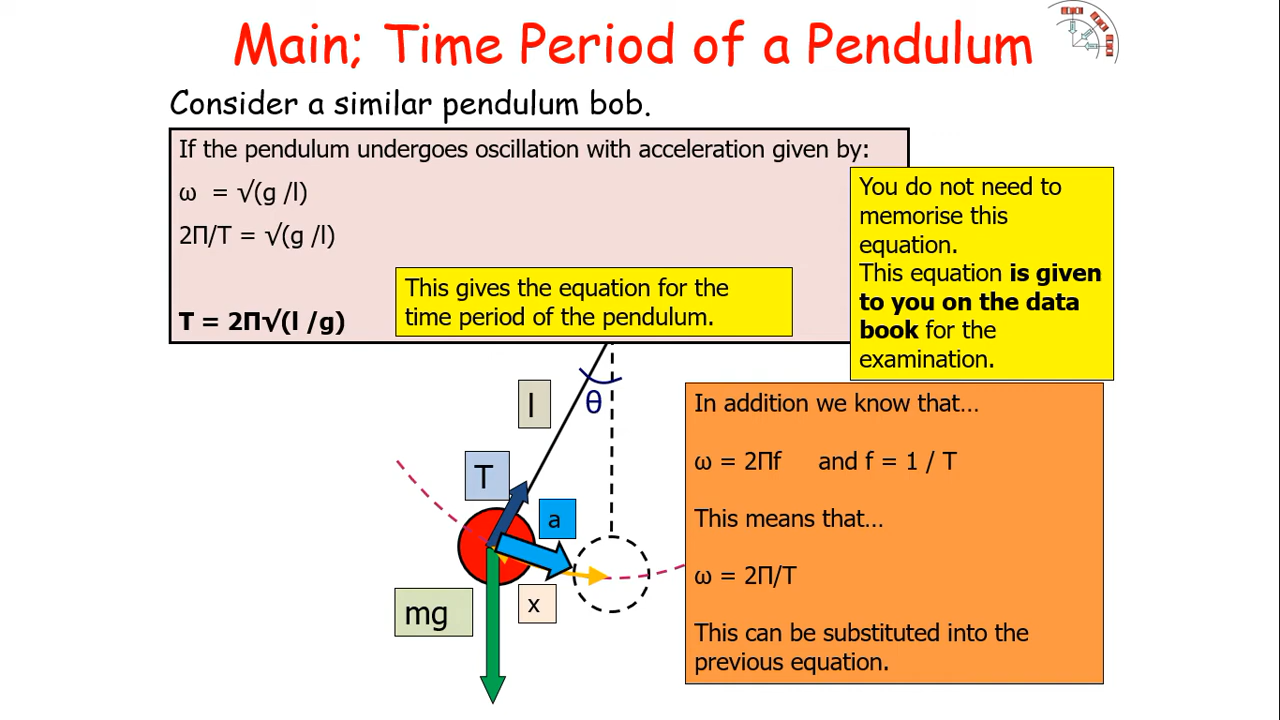 Main; Time Period of a Pendulum
Consider a similar pendulum bob.
If the pendulum undergoes oscillation with acceleration given by:
ω = √(g /l)
2Π/T = √(g /l)
T = 2Π√(l /g)
This gives the equation for the
time period of the pendulum.
You do not need to
memorise this
equation.
This equation is given
to you on the data
book for the
examination.
l
θ
T
a
x
mg
In addition we know that…
ω = 2Πf and f = 1 / T
This means that…
ω = 2Π/T
This can be substituted into the
previous equation.